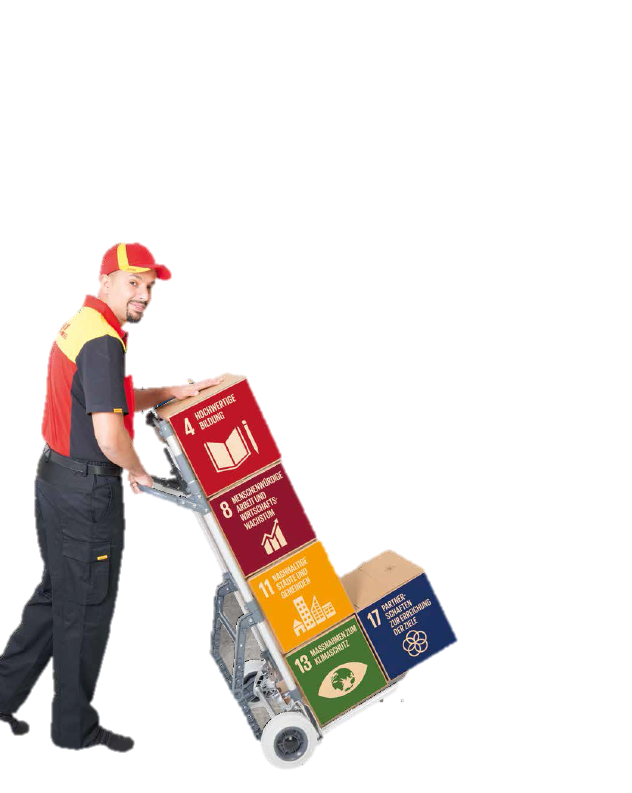 4 HOCHWERTIGE
BILDUNG
8 MENSCHENWÜRDIGE
ARBEIT UND
WIRTSCHAFTS-
WACHSTUM
11 NACHHALTIGE
STÄDTE UND
GEMEINDEN
13 MASSNAHMEN ZUM
KLIMASCHUTZ
17 PARTNER-
SCHAFTEN
ZUR ERREICHUNG
DER ZIELE